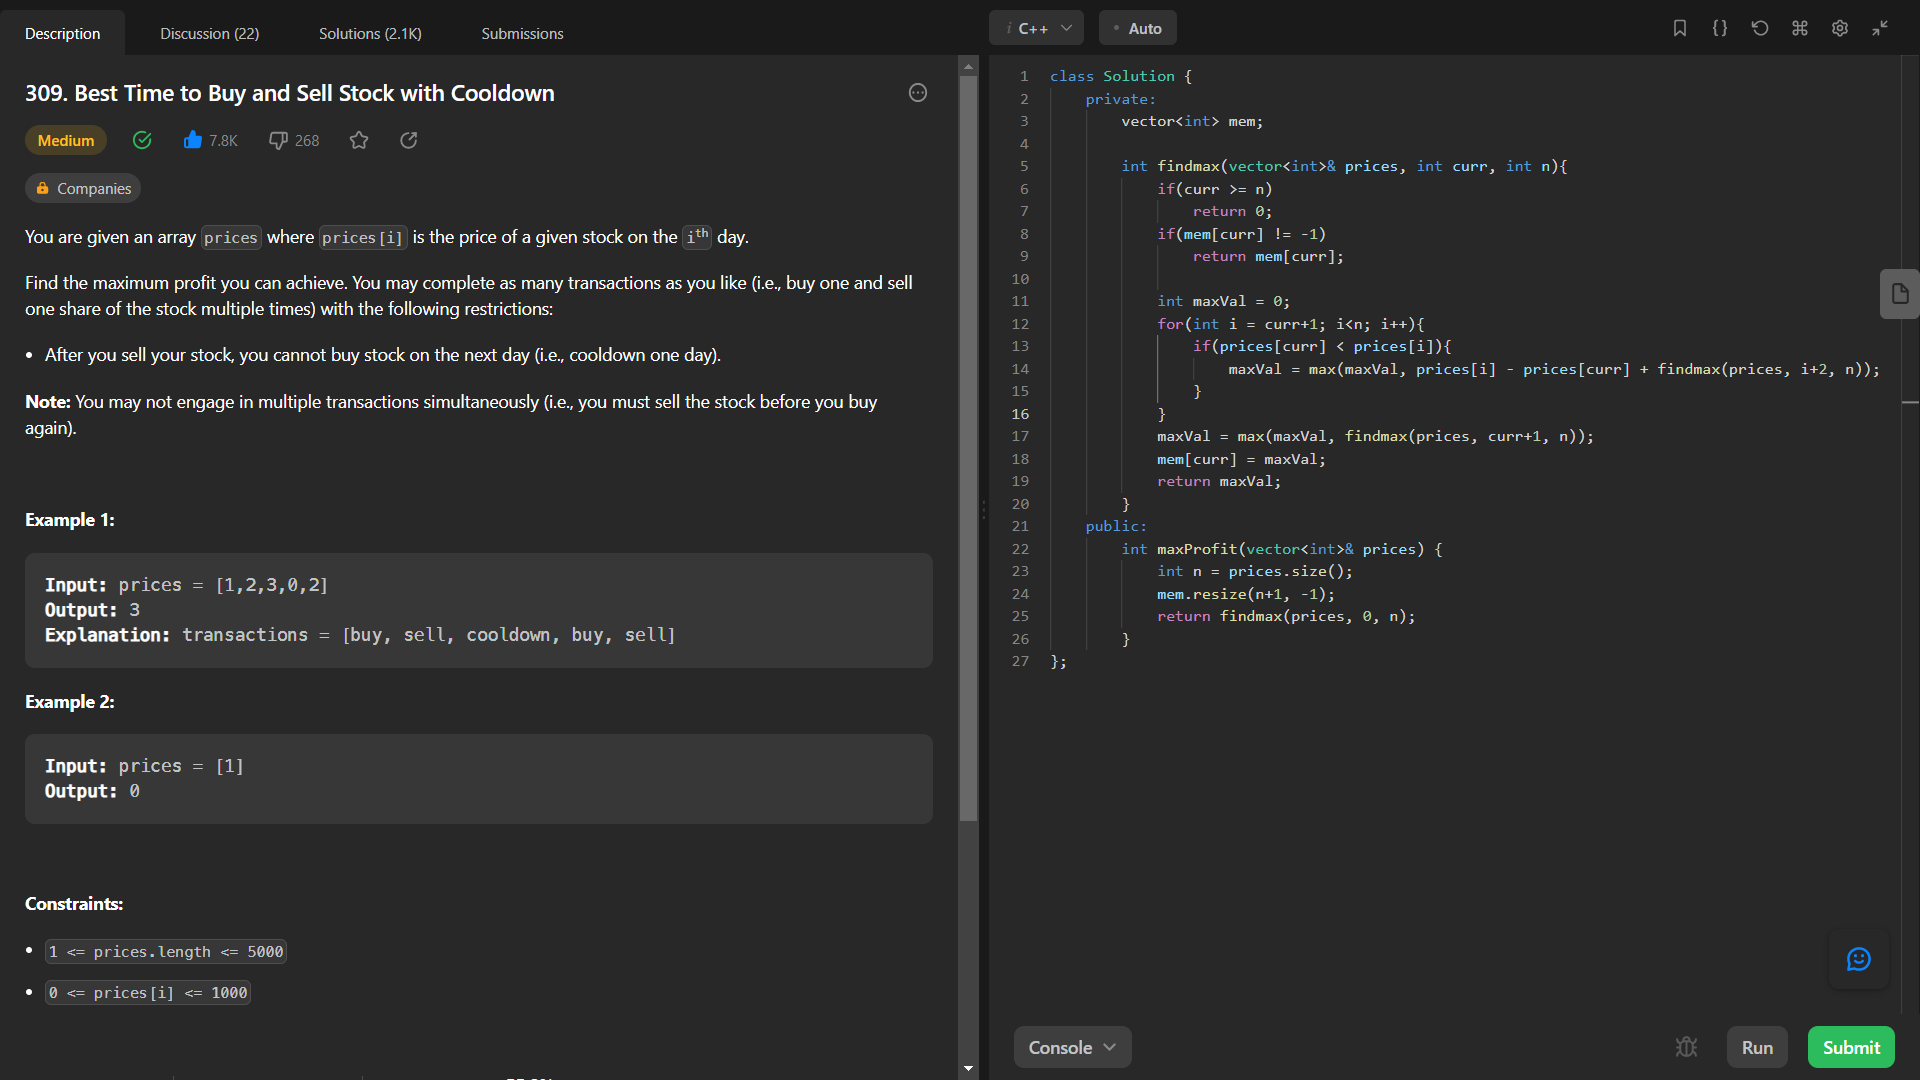 Description
Discussion (22)
Solutions (2.1K)
Submissions
309. Best Time to Buy and Sell Stock with Cooldown
Medium
7.8K
268
Companies
You are given an array prices where prices[i] is the price of a given stock on the ith day.
Find the maximum profit you can achieve. You may complete as many transactions as you like (i.e., buy one and sell
one share of the stock multiple times) with the following restrictions:
• After you sell your stock, you cannot buy stock on the next day (i.e., cooldown one day).
Note: You may not engage in multiple transactions simultaneously (i.e., you must sell the stock before you buy
again).
Example 1:
Input: prices = [1,2,3,0,2]
Output: 3
Explanation: transactions = [buy, sell, cooldown, buy, sell]
Example 2:
Input: prices = [1]
Output: 0
Constraints:
• 1 <= prices.length <= 5000
• 0 <= prices[i] <= 1000
i C++
• Auto
1 class Solution {
2     private:
3         vector<int> mem;
4
5         int findmax(vector<int>& prices, int curr, int n){
6             if(curr >= n)
7                 return 0;
8             if(mem[curr] != -1)
9                 return mem[curr];
10
11             int maxVal = 0;
12             for(int i = curr+1; i<n; i++){
13                 if(prices[curr] < prices[i]){
14                     maxVal = max(maxVal, prices[i] - prices[curr] + findmax(prices, i+2, n));
15                 }
16             }
17             maxVal = max(maxVal, findmax(prices, curr+1, n));
18             mem[curr] = maxVal;
19             return maxVal;
20         }
21     public:
22         int maxProfit(vector<int>& prices) {
23             int n = prices.size();
24             mem.resize(n+1, -1);
25             return findmax(prices, 0, n);
26         }
27 };
Console
Run
Submit